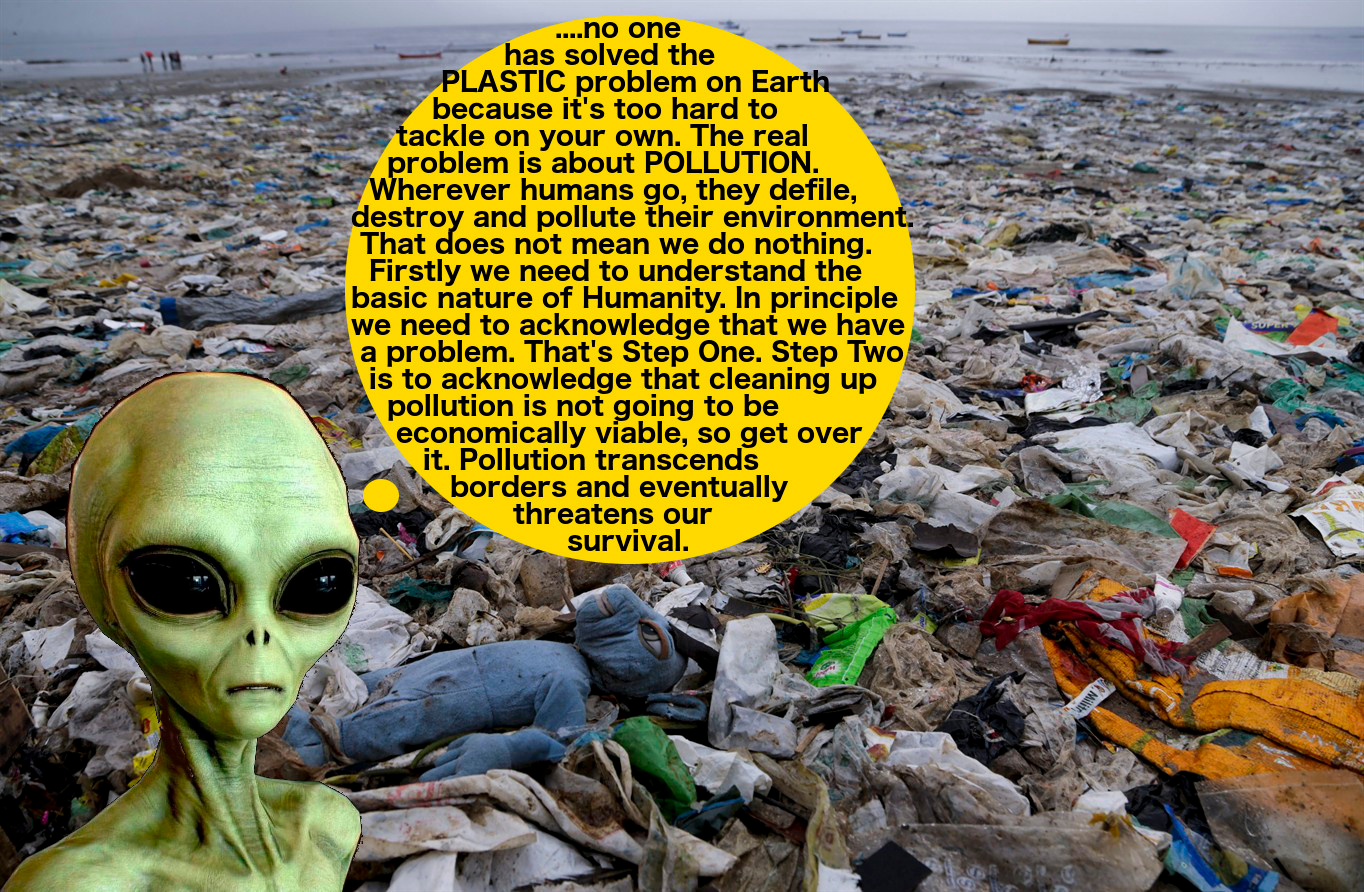 ....no one
has solved the
PLASTIC problem on Earth
because it's too hard to
tackle on your own. The real
problem is about POLLUTION.
Wherever humans go, they defile,
destroy and pollute their environment.
That does not mean we do nothing.
Firstly we need to understand the
basic nature of Humanity. In principle
we need to acknowledge that we have
a problem. That's Step One. Step Two
is to acknowledge that cleaning up
pollution is not going to be
economically viable, so get over
it. Pollution transcends
borders and eventually
threatens our
survival.
SUPER